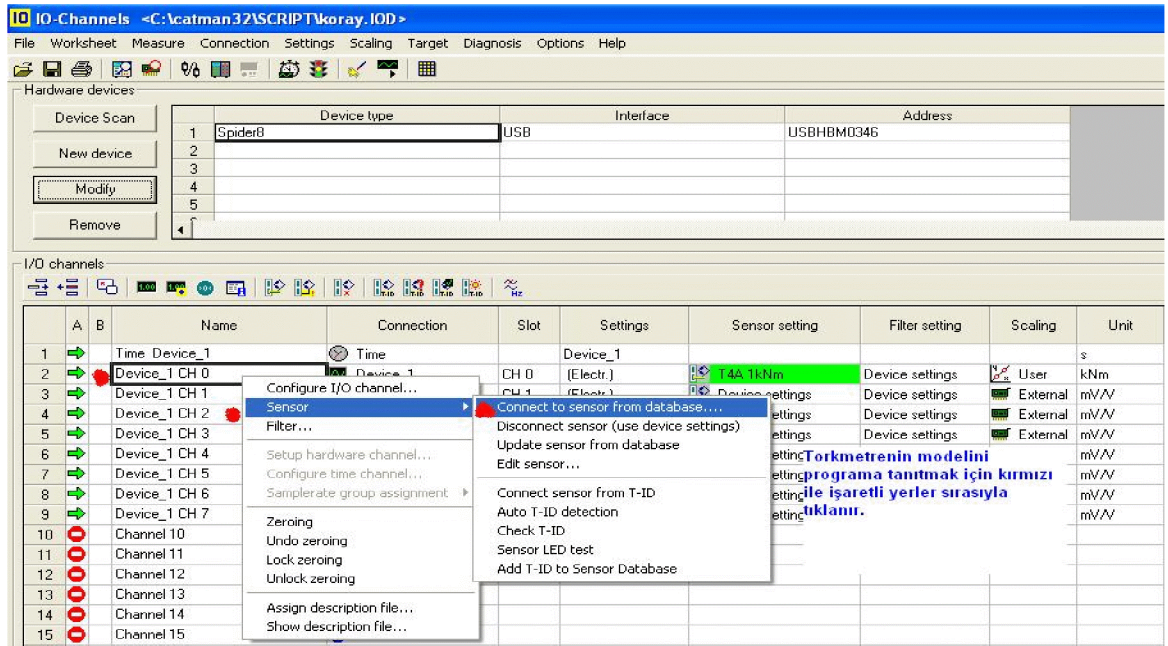 IO IO-Channels <C:\catman32\SCRIPT\koray.IOD>
File Worksheet Measure Connection Settings Scaling Target Diagnosis Options Help
Hardware devices
Device Scan
New device
Modify
Remove
Device type Interface Address
1 Spider8 USB USBHBM0346
2
3
4
5
I/O channels
A B Name Connection Slot Settings Sensor setting Filter setting Scaling Unit
1 Time Device_1 Time Device_1 s
2 Device_1 CH 0 Device_1 CH 0 (Electr.) T4A 1kNm Device settings User kNm
3 Device_1 CH 1 CH 1 (Electr.) Device settings Device settings External mV/V
4 Device_1 CH 2 ettings Device settings External mV/V
5 Device_1 CH 3 ettings Device settings External mV/V
6 Device_1 CH 4 etting mV/V
7 Device_1 CH 5 etting mV/V
8 Device_1 CH 6 etting mV/V
9 Device_1 CH 7 etting mV/V
10 Channel 10
11 Channel 11
12 Channel 12
13 Channel 13
14 Channel 14
15 Channel 15
Configure I/O channel...
Sensor
Filter...
Setup hardware channel...
Configure time channel...
Samplerate group assignment
Zeroing
Undo zeroing
Lock zeroing
Unlock zeroing
Assign description file...
Show description file...
Connect to sensor from database....
Disconnect sensor (use device settings)
Update sensor from database
Edit sensor...
Connect sensor from T-ID
Auto T-ID detection
Check T-ID
Sensor LED test
Add T-ID to Sensor Database
Torkmetrenin modelini
programa tanıtmak için kırmızı
ile işaretli yerler sırasıyla
tıklanır.